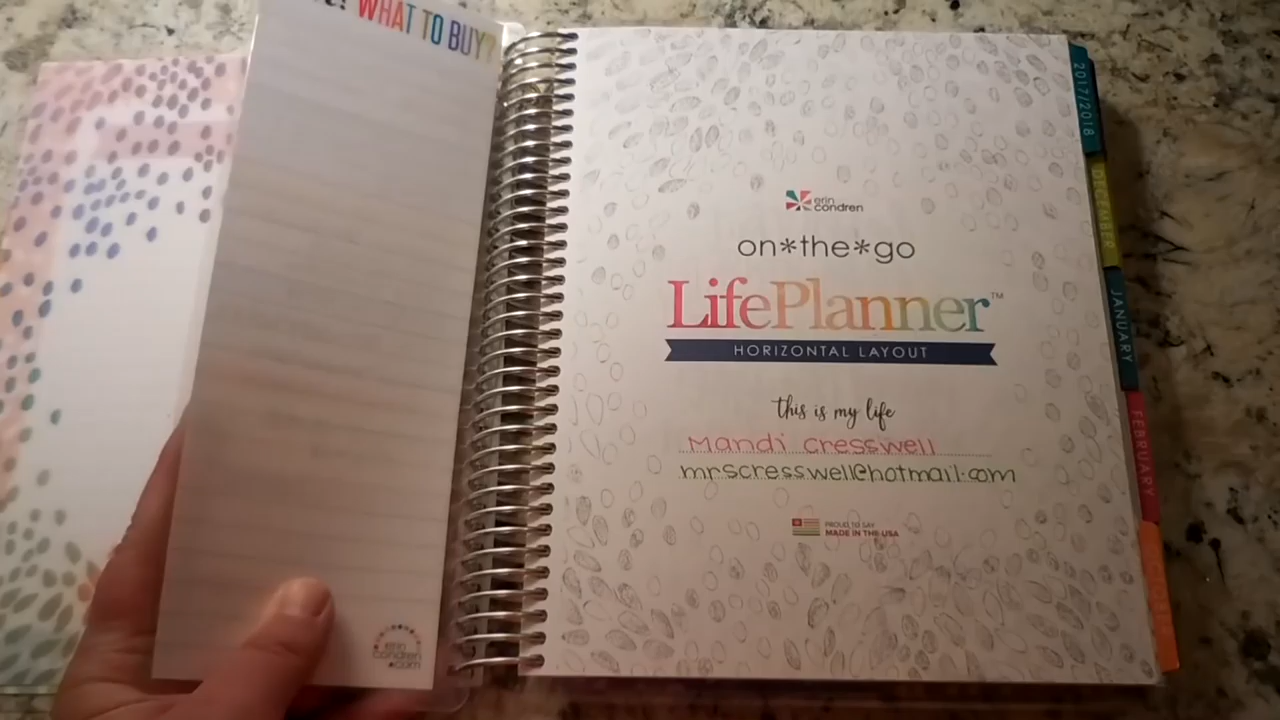 WHAT TO BUY?
erin
condren
.com
erin
condren
on*the*go
LifePlanner™
HORIZONTAL LAYOUT
this is my life
Mandi Cresswell
mrscresswell@hotmail.com
PROUD TO SAY
MADE IN THE USA
2017/2018
DECEMBER
JANUARY
FEBRUARY